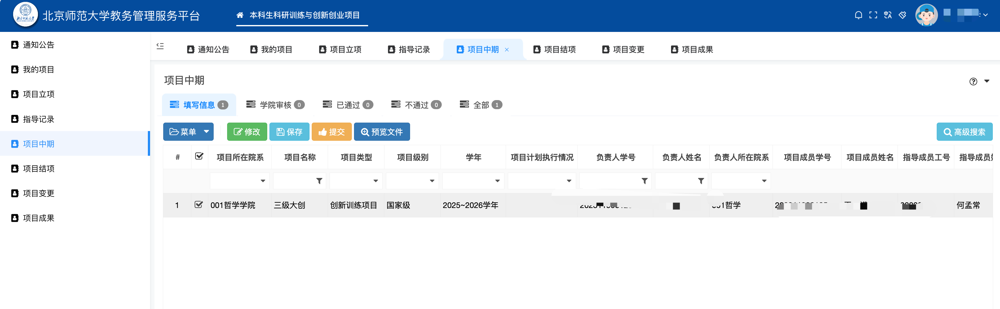 北京师范大学教务管理服务平台
本科生科研训练与创新创业项目
通知公告
我的项目
项目立项
指导记录
项目中期
项目结项
项目变更
项目成果
通知公告 我的项目 项目立项 指导记录 项目中期 × 项目结项 项目变更 项目成果
项目中期
填写信息 1 学院审核 0 已通过 0 不通过 0 全部 1
菜单 修改 保存 提交 预览文件 高级搜索
# 项目所在院系 项目名称 项目类型 项目级别 学年 项目计划执行情况 负责人学号 负责人姓名 负责人所在院系 项目成员学号 项目成员姓名 指导成员工号 指导成员
1 001哲学学院 三级大创 创新训练项目 国家级 2025~2026学年 哲学 何孟常